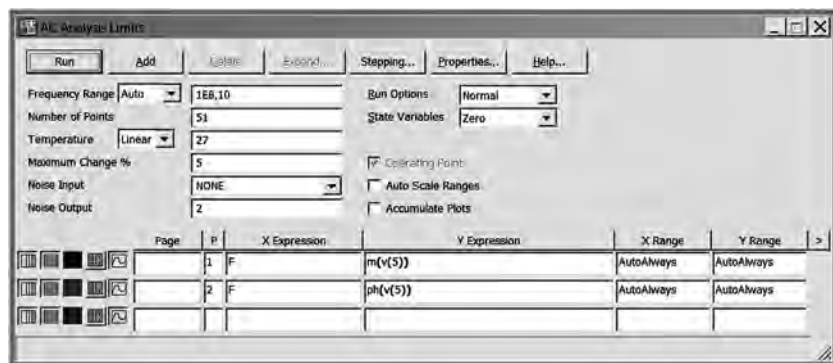 AC Analysis Limits
Run Add Delete Expand... Stepping... Properties... Help...
Frequency Range Auto 1E8,10 Run Options Normal
Number of Points 51 State Variables Zero
Temperature Linear 27
Maximum Change % 5 Operating Point
Noise Input NONE Auto Scale Ranges
Noise Output 2 Accumulate Plots
Page P X Expression Y Expression X Range Y Range >
1 F m(v(5)) AutoAlways AutoAlways
2 F ph(v(5)) AutoAlways AutoAlways